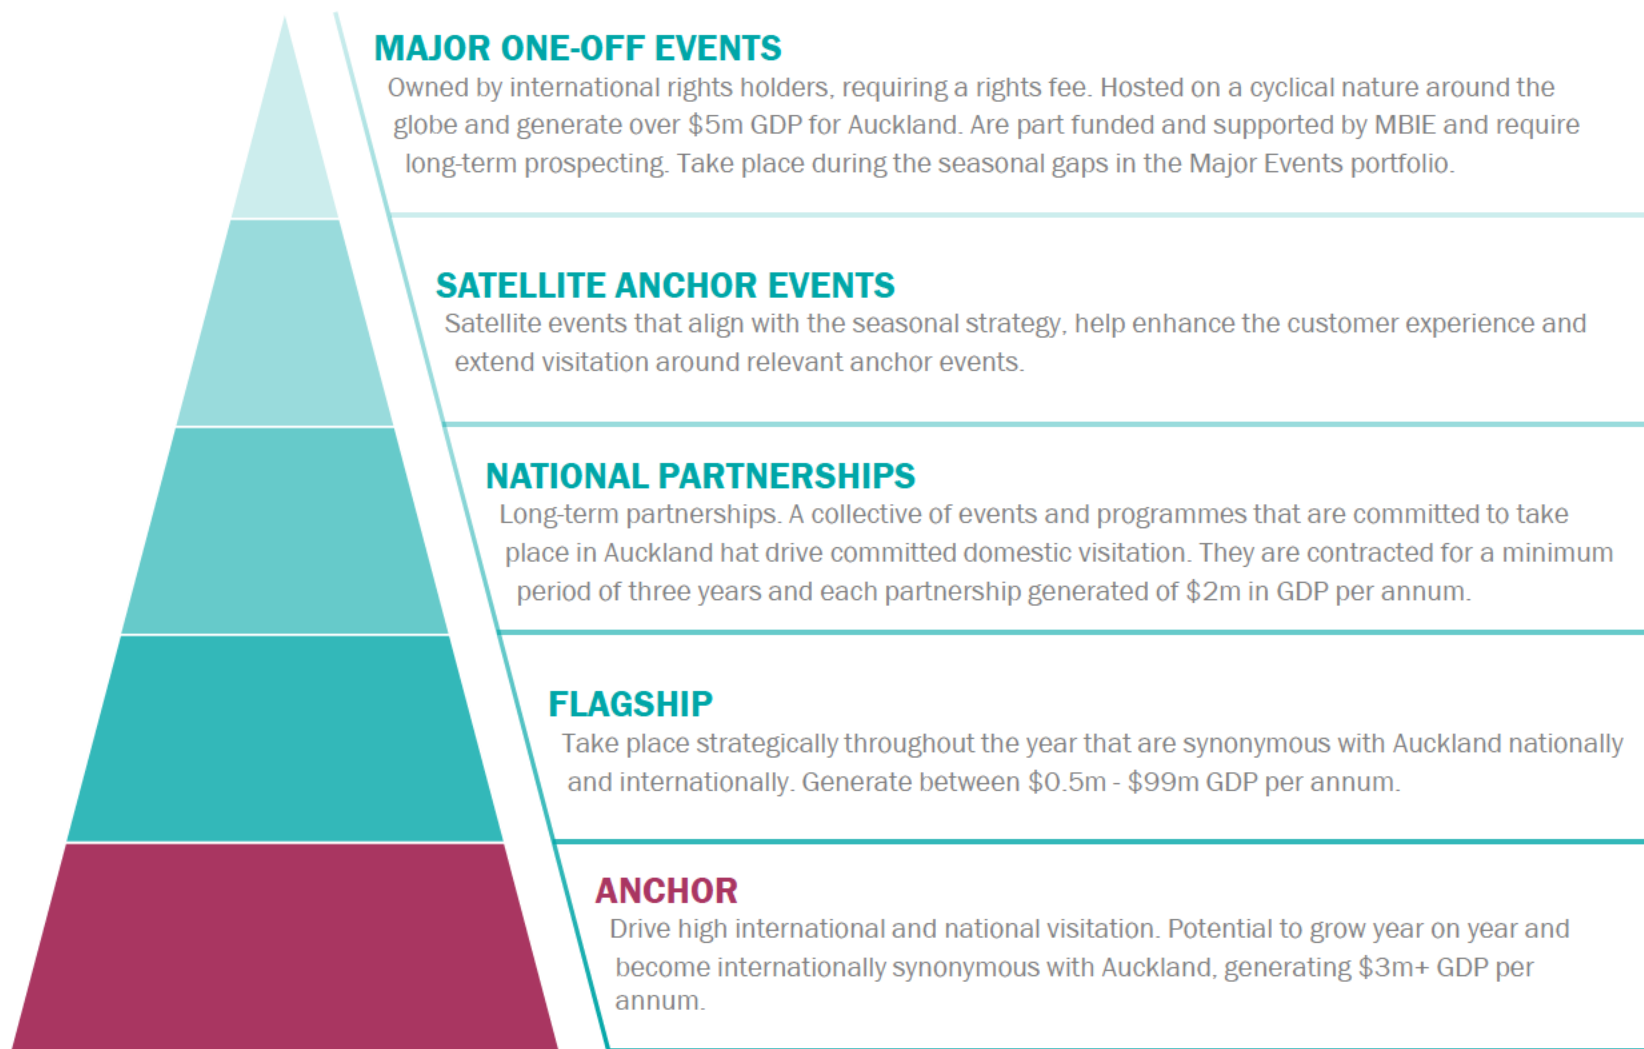 MAJOR ONE-OFF EVENTS
Owned by international rights holders, requiring a rights fee. Hosted on a cyclical nature around the
globe and generate over $5m GDP for Auckland. Are part funded and supported by MBIE and require
long-term prospecting. Take place during the seasonal gaps in the Major Events portfolio.
SATELLITE ANCHOR EVENTS
Satellite events that align with the seasonal strategy, help enhance the customer experience and
extend visitation around relevant anchor events.
NATIONAL PARTNERSHIPS
Long-term partnerships. A collective of events and programmes that are committed to take
place in Auckland hat drive committed domestic visitation. They are contracted for a minimum
period of three years and each partnership generated of $2m in GDP per annum.
FLAGSHIP
Take place strategically throughout the year that are synonymous with Auckland nationally
and internationally. Generate between $0.5m - $99m GDP per annum.
ANCHOR
Drive high international and national visitation. Potential to grow year on year and
become internationally synonymous with Auckland, generating $3m+ GDP per
annum.